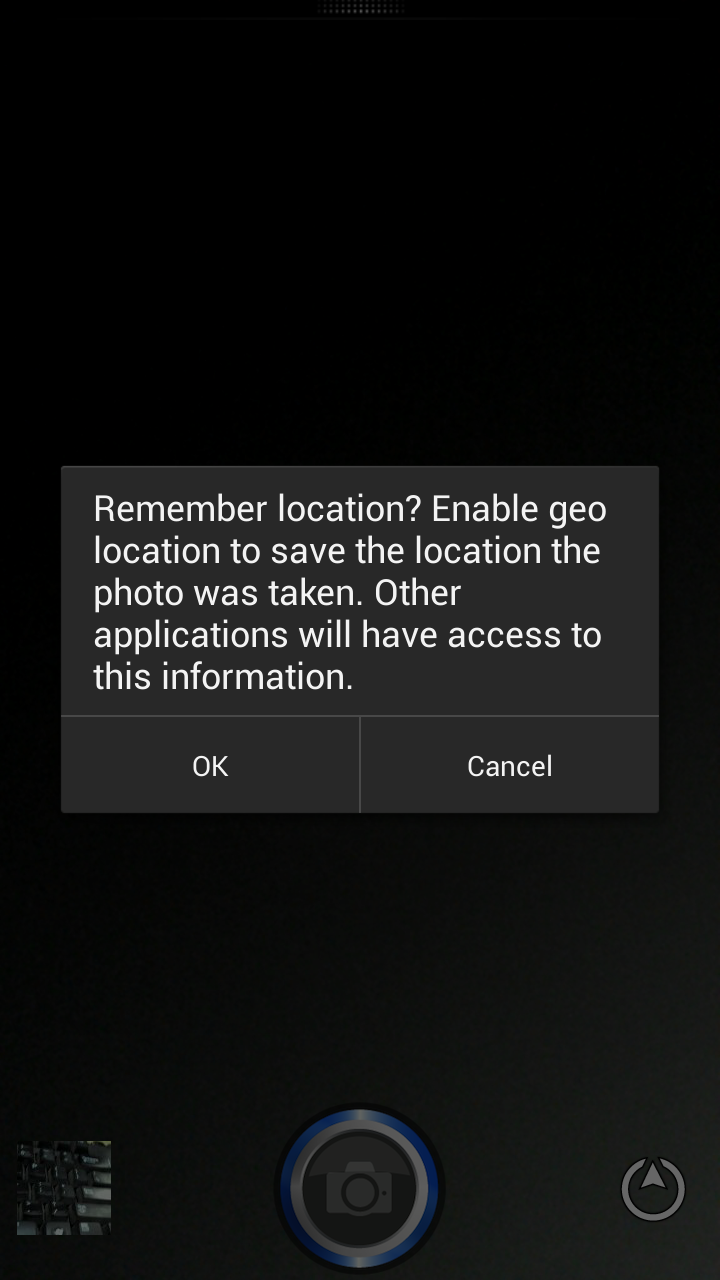 Remember location? Enable geo
location to save the location the
photo was taken. Other
applications will have access to
this information.
OK
Cancel